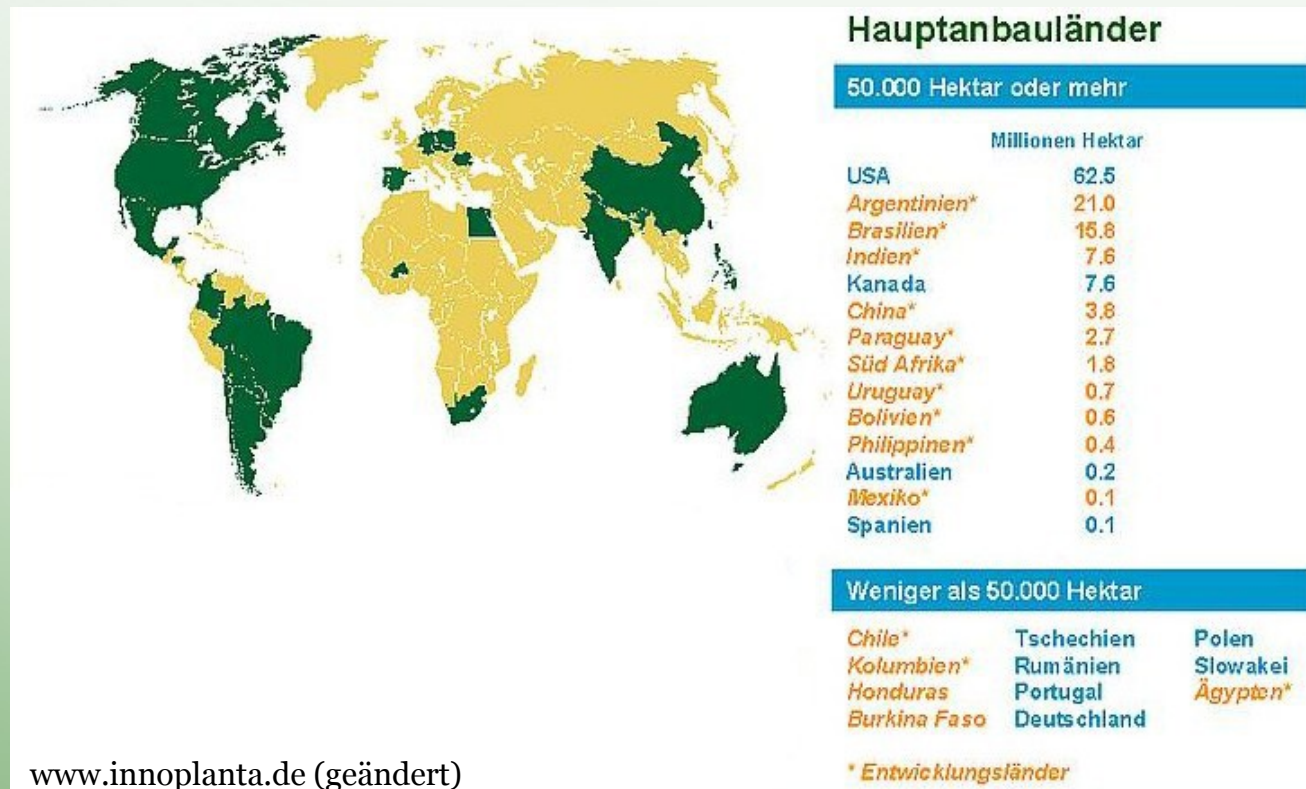 Hauptanbauländer
50.000 Hektar oder mehr
Millionen Hektar
USA 62.5
Argentinien* 21.0
Brasilien* 15.8
Indien* 7.6
Kanada 7.6
China* 3.8
Paraguay* 2.7
Süd Afrika* 1.8
Uruguay* 0.7
Bolivien* 0.6
Philippinen* 0.4
Australien 0.2
Mexiko* 0.1
Spanien 0.1
Weniger als 50.000 Hektar
Chile* Tschechien Polen
Kolumbien* Rumänien Slowakei
Honduras Portugal Ägypten*
Burkina Faso Deutschland
* Entwicklungsländer
www.innoplanta.de (geändert)